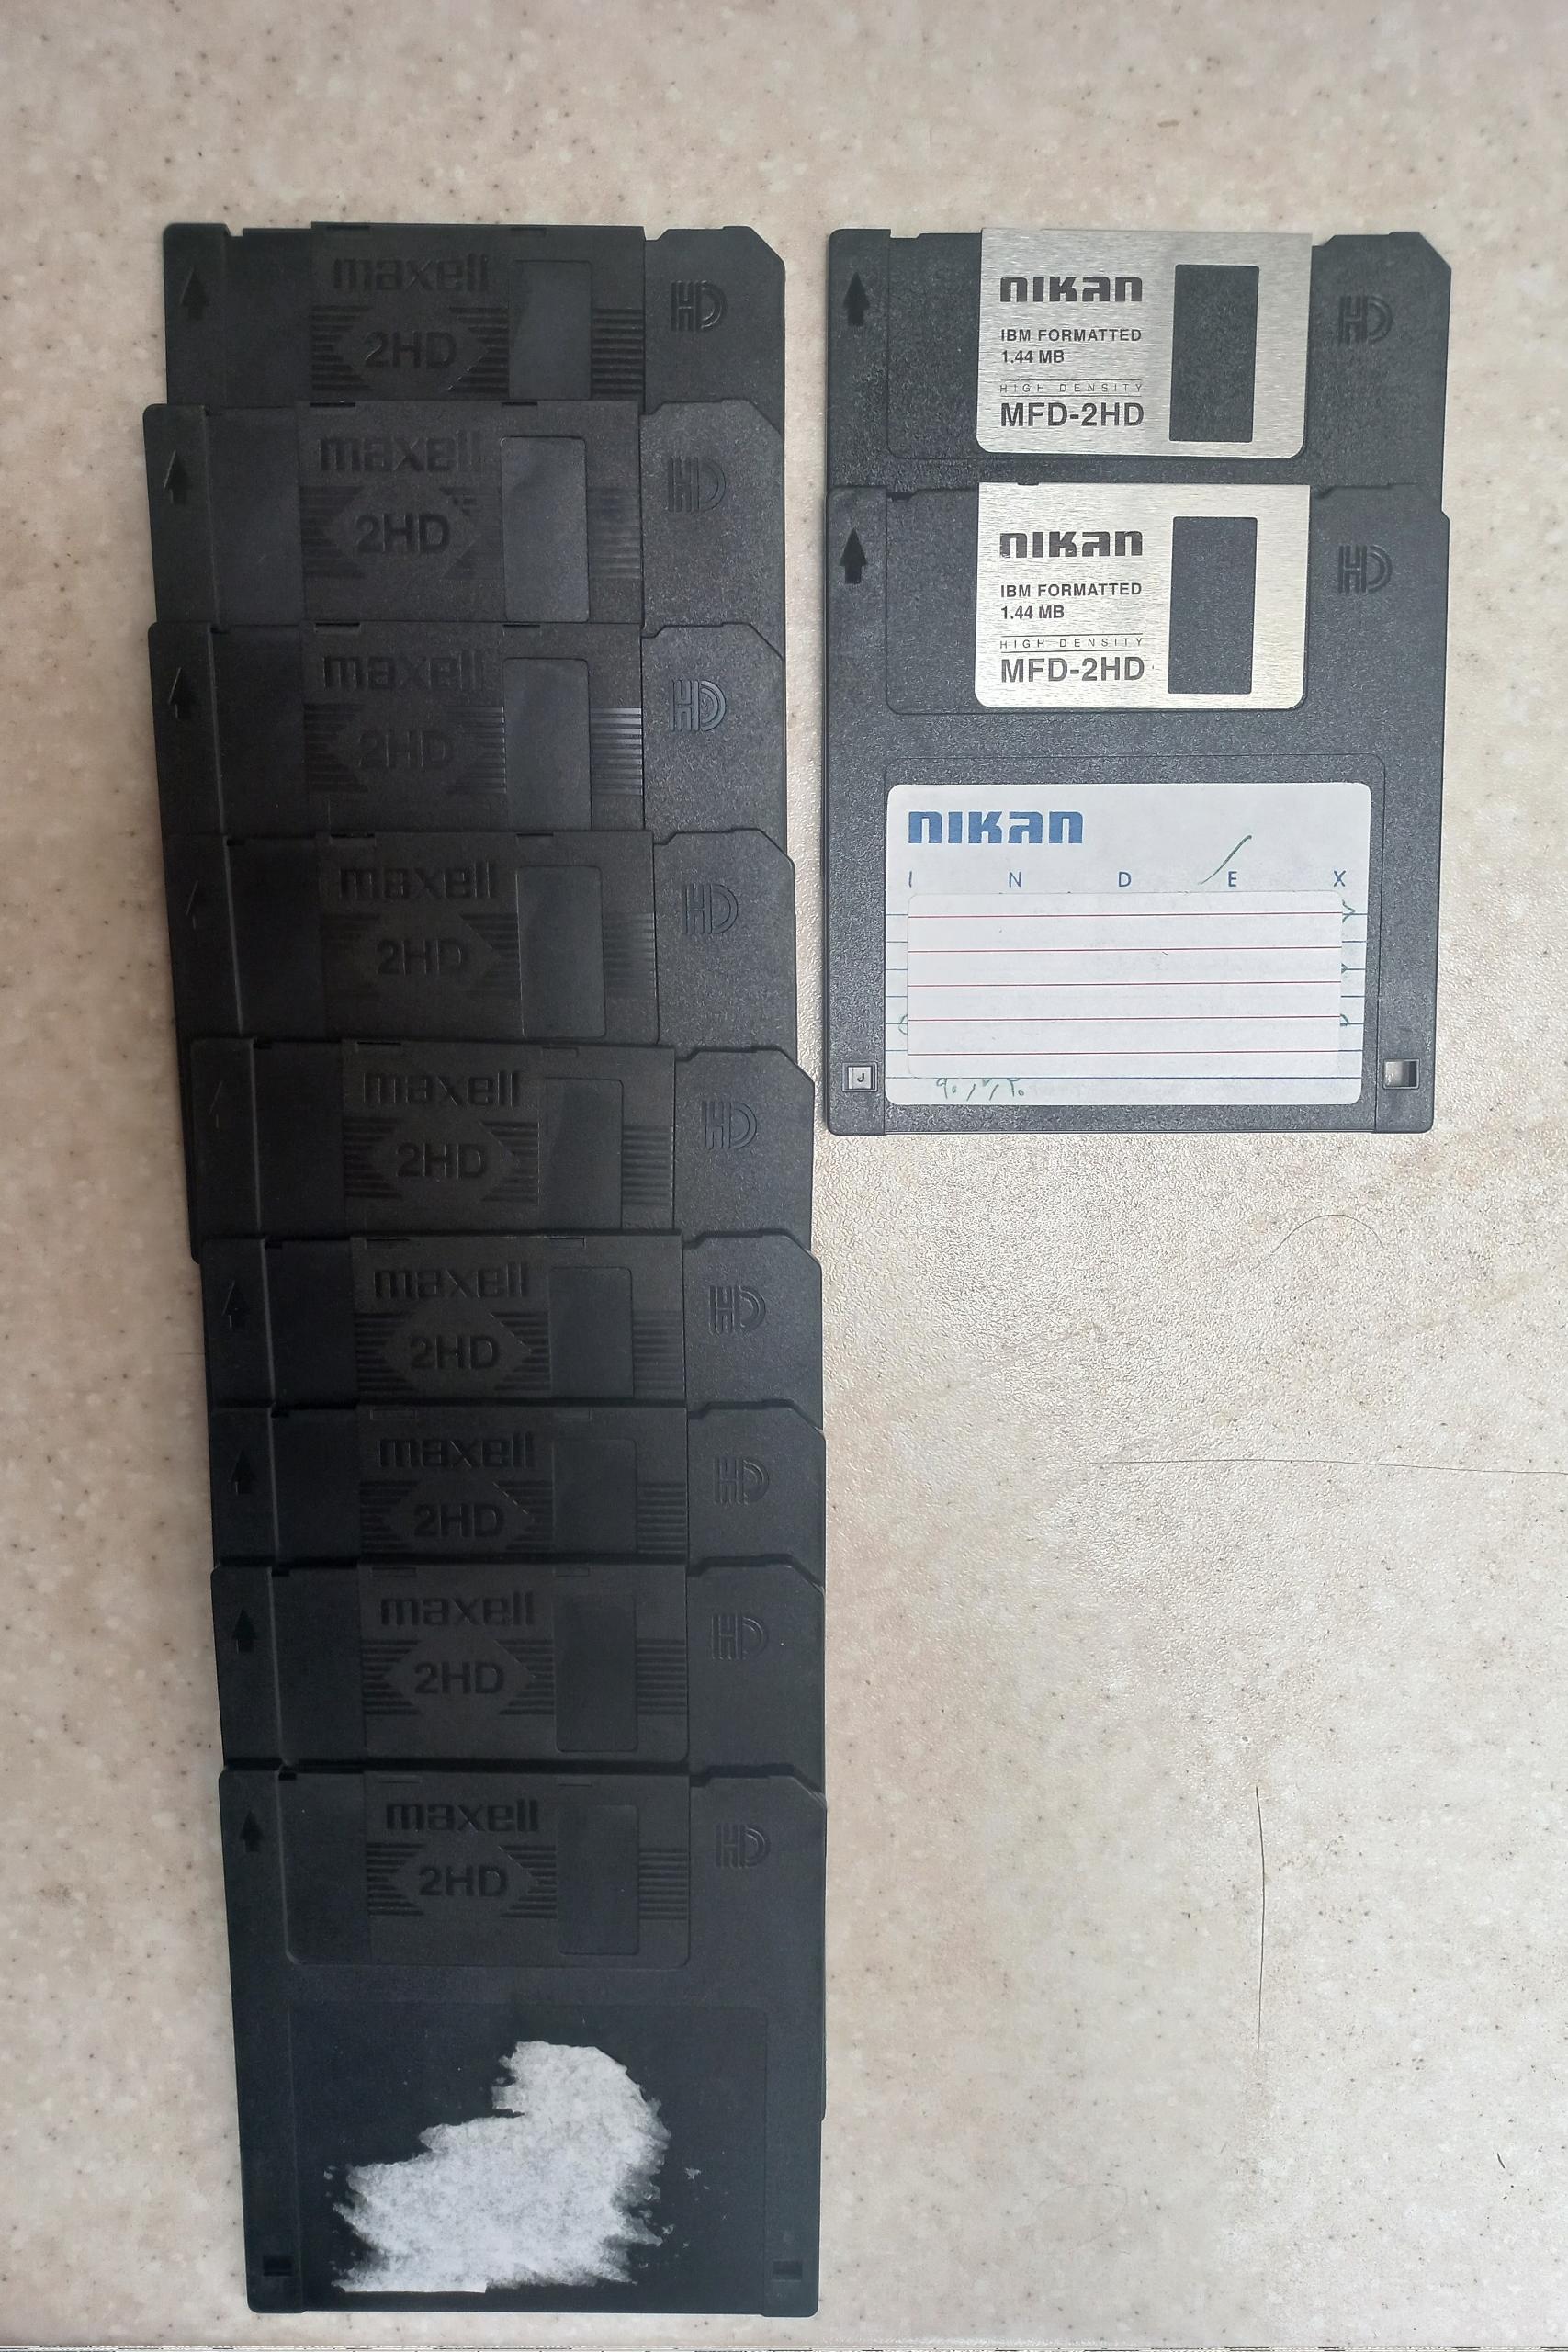 maxell
2HD
HD
maxell
2HD
HD
maxell
2HD
HD
maxell
2HD
HD
maxell
2HD
HD
maxell
2HD
HD
maxell
2HD
HD
maxell
2HD
HD
maxell
2HD
HD
nikan
IBM FORMATTED
1.44 MB
HIGH DENSITY
MFD-2HD
HD
nikan
IBM FORMATTED
1.44 MB
HIGH DENSITY
MFD-2HD
HD
nikan
I N D E X